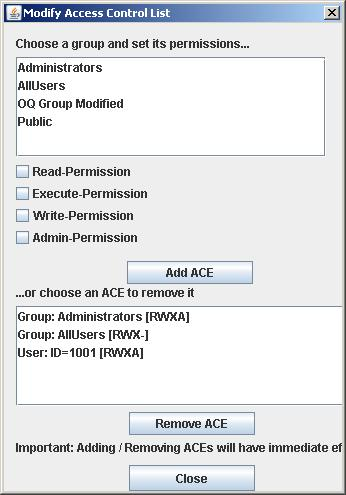 Modify Access Control List
Choose a group and set its permissions...
Administrators
AllUsers
OQ Group Modified
Public
Read-Permission
Execute-Permission
Write-Permission
Admin-Permission
Add ACE
...or choose an ACE to remove it
Group: Administrators [RWXA]
Group: AllUsers [RWX-]
User: ID=1001 [RWXA]
Remove ACE
Important: Adding / Removing ACEs will have immediate ef
Close